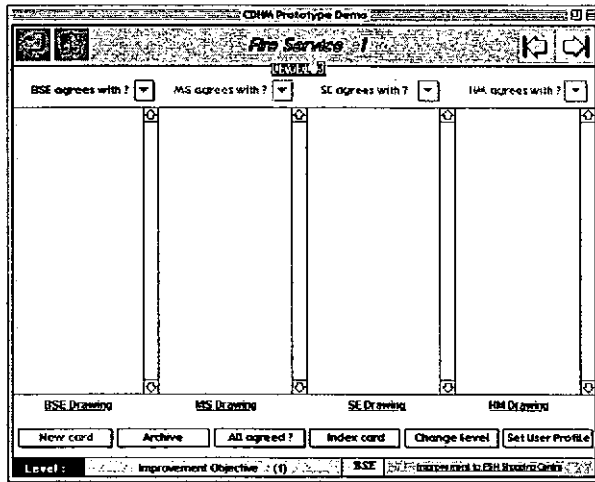 CDHM Prototype Demo
Fire Service - 1
LEVEL 3
BSE agrees with ? MS agrees with ? SE agrees with ? HM agrees with ?
BSE Drawing MS Drawing SE Drawing HM Drawing
New card Archive All agreed ? Index card Change level Set User Profile
Level : Improvement Objective : (1) BSE